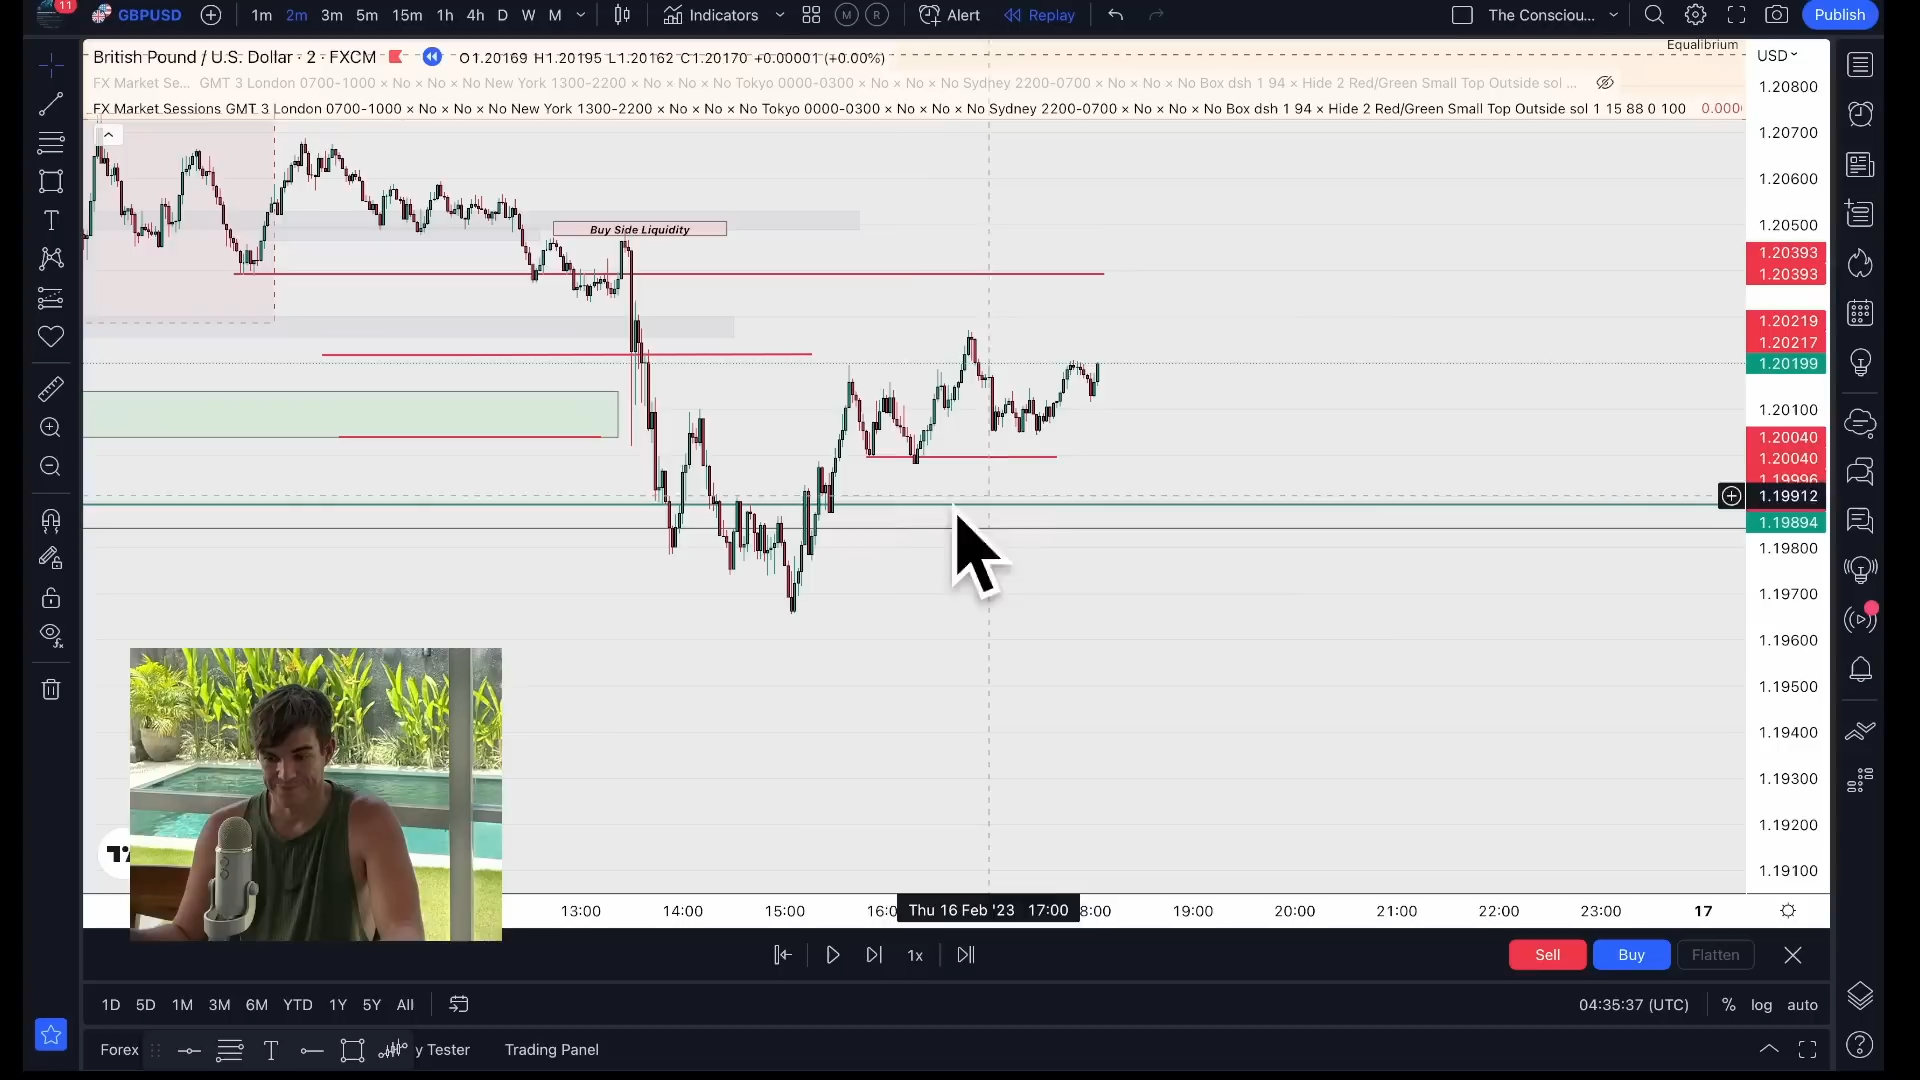 11
GBPUSD
1m 2m 3m 5m 15m 1h 4h D W M
Indicators
M R
Alert
Replay
The Consciou...
Publish
Equalibrium
British Pound / U.S. Dollar · 2 · FXCM
O1.20169 H1.20195 L1.20162 C1.20170 +0.00001 (+0.00%)
USD
FX Market Se... GMT 3 London 0700-1000 × No × No × No New York 1300-2200 × No × No × No Tokyo 0000-0300 × No × No × No Sydney 2200-0700 × No × No × No Box dsh 1 94 × Hide 2 Red/Green Small Top Outside sol ...
FX Market Sessions GMT 3 London 0700-1000 × No × No × No New York 1300-2200 × No × No × No Tokyo 0000-0300 × No × No × No Sydney 2200-0700 × No × No × No Box dsh 1 94 × Hide 2 Red/Green Small Top Outside sol 1 15 88 0 100 0.000
1.20800
1.20700
1.20600
1.20500
Buy Side Liquidity
1.20393
1.20393
1.20219
1.20217
1.20199
1.20100
1.20040
1.20040
1.19996
1.19912
1.19894
1.19800
1.19700
1.19600
1.19500
1.19400
1.19300
1.19200
1.19100
13:00 14:00 15:00 16:0 Thu 16 Feb '23 17:00 8:00 19:00 20:00 21:00 22:00 23:00 17
1x
Sell Buy Flatten
1D 5D 1M 3M 6M YTD 1Y 5Y All
04:35:37 (UTC) % log auto
Forex
y Tester
Trading Panel